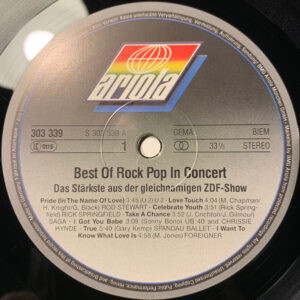 ariola
303 339
S 303 339 A
GEMA
BIEM
LC 0116
1
33⅓
STEREO
Best Of Rock Pop In Concert
Das Stärkste aus der gleichnamigen ZDF-Show
Pride (In The Name Of Love) 3:45 (U 2) U 2 - Love Touch 4:04 (M. Chapman/
H. Knight/G. Black) ROD STEWART - Celebrate Youth 3:51 (Rick Spring-
field) RICK SPRINGFIELD - Take A Chance 3:52 (J. Crichton/J. Gilmour)
SAGA - I Got You Babe 3:08 (Sonny Bono) UB 40 and CHRISSIE
HYNDE - True 5:40 (Gary Kemp) SPANDAU BALLET - I Want To
Know What Love Is 4:58 (M. Jones) FOREIGNER